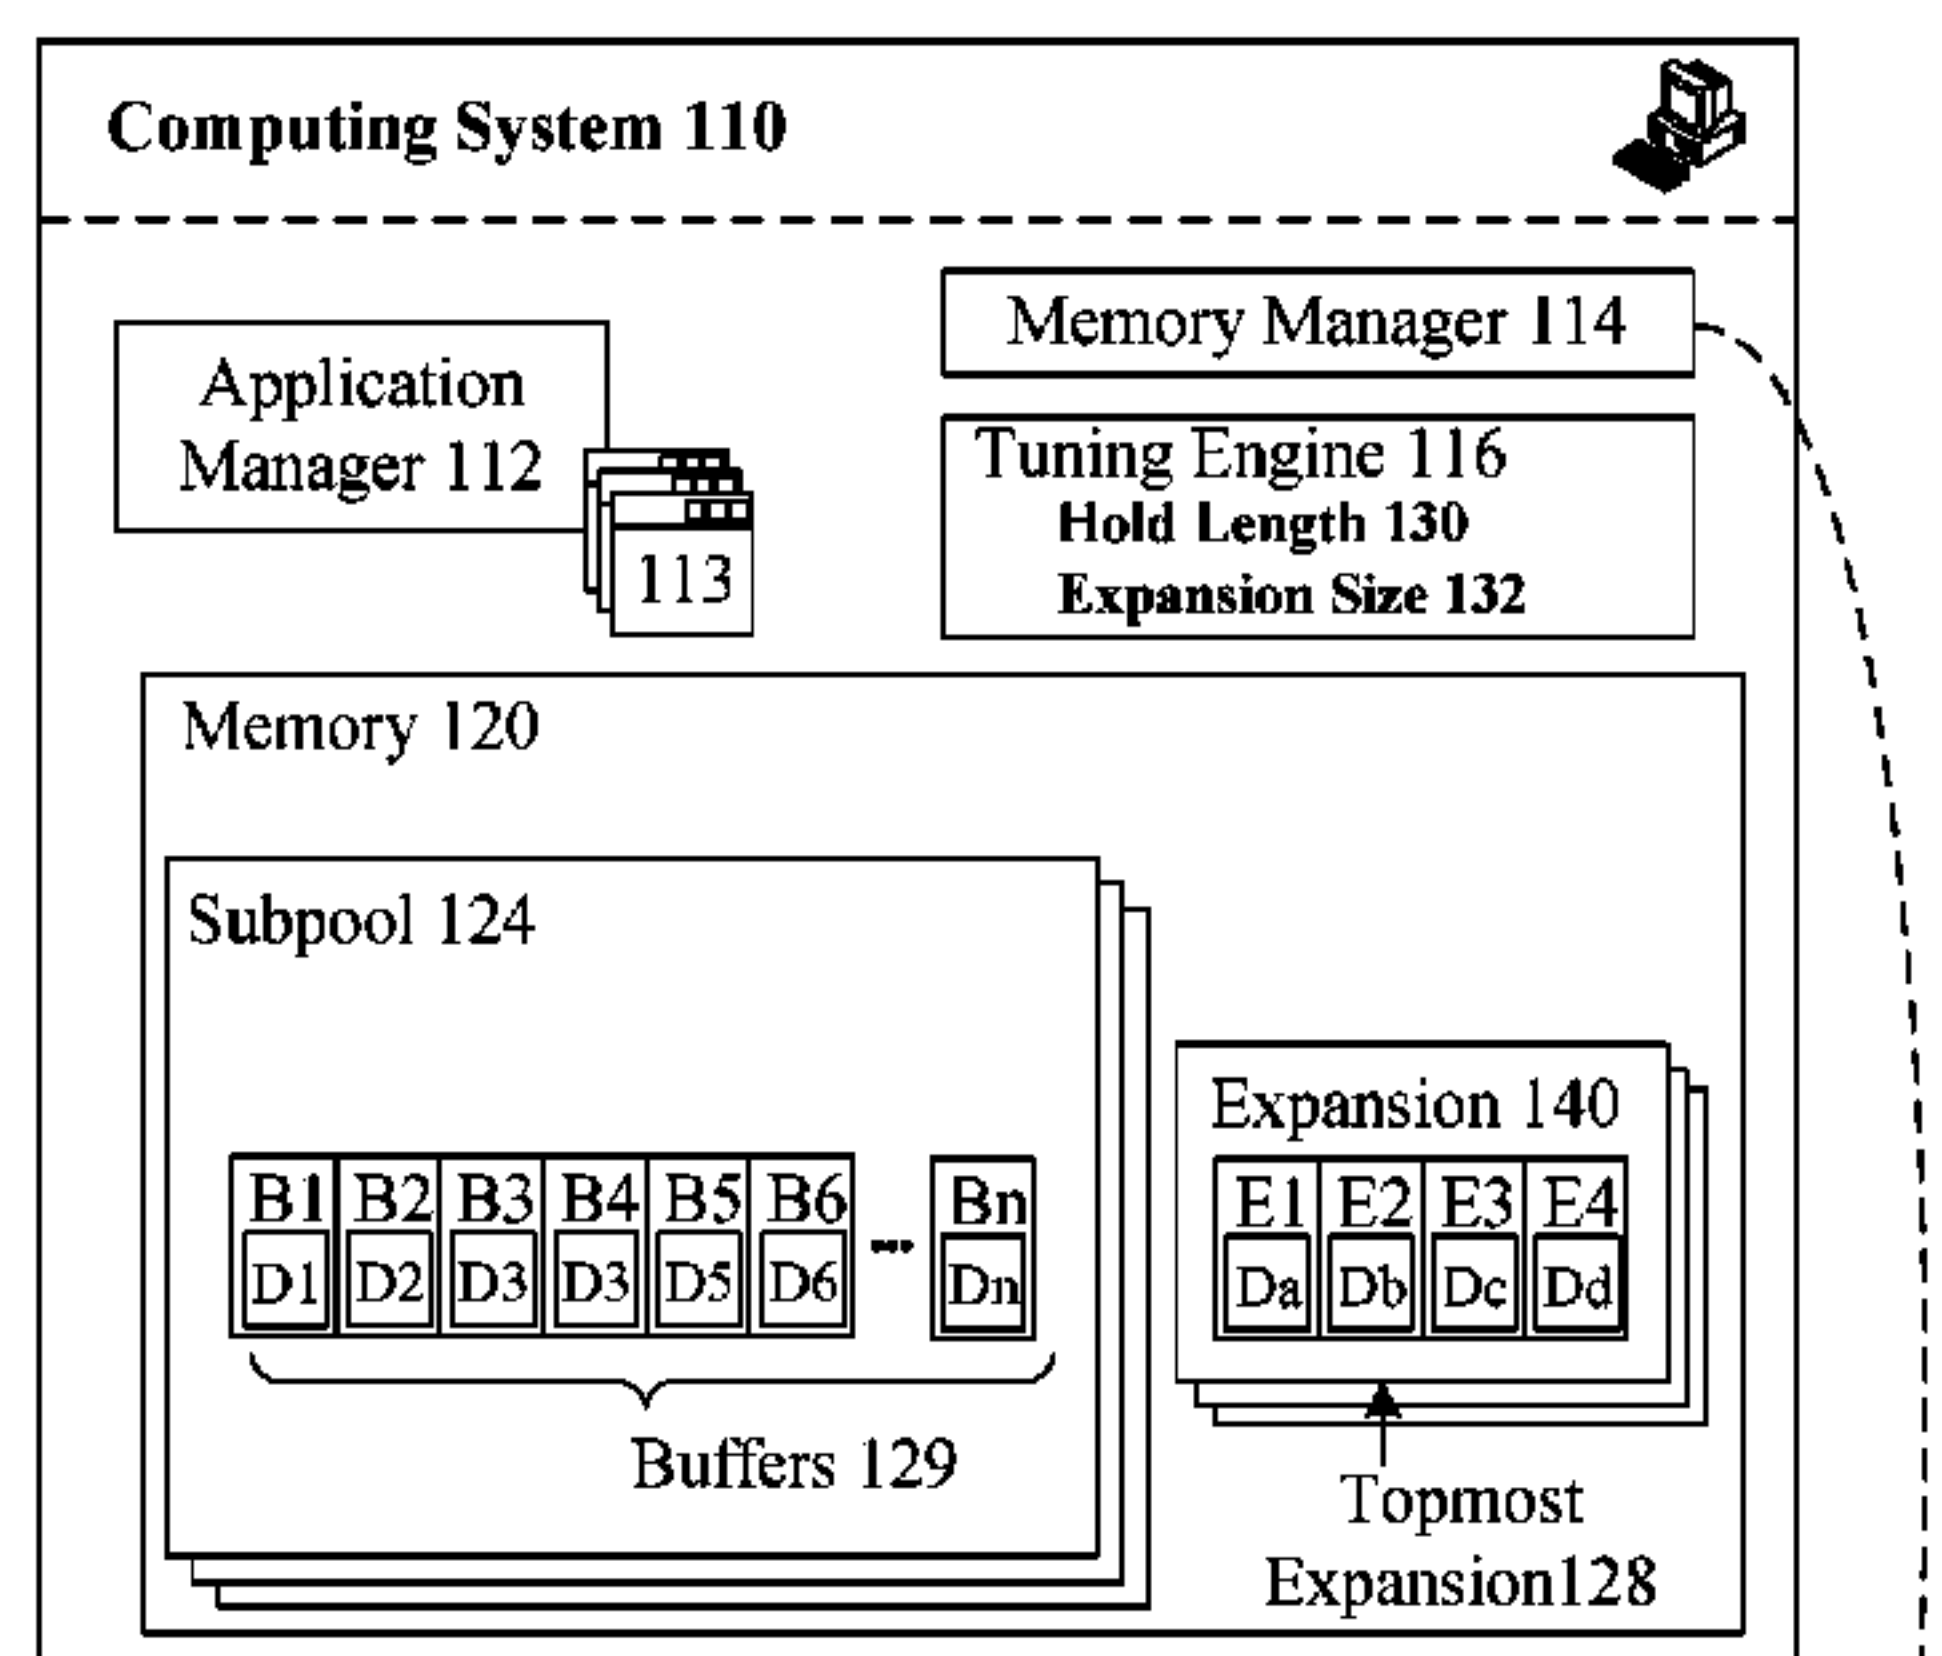 Computing System 110
Memory Manager 114
Application
Manager 112
113
Tuning Engine 116
Hold Length 130
Expansion Size 132
Memory 120
Subpool 124
B1 B2 B3 B4 B5 B6 ... Bn
D1 D2 D3 D3 D5 D6 Dn
Buffers 129
Expansion 140
E1 E2 E3 E4
Da Db Dc Dd
Topmost
Expansion128